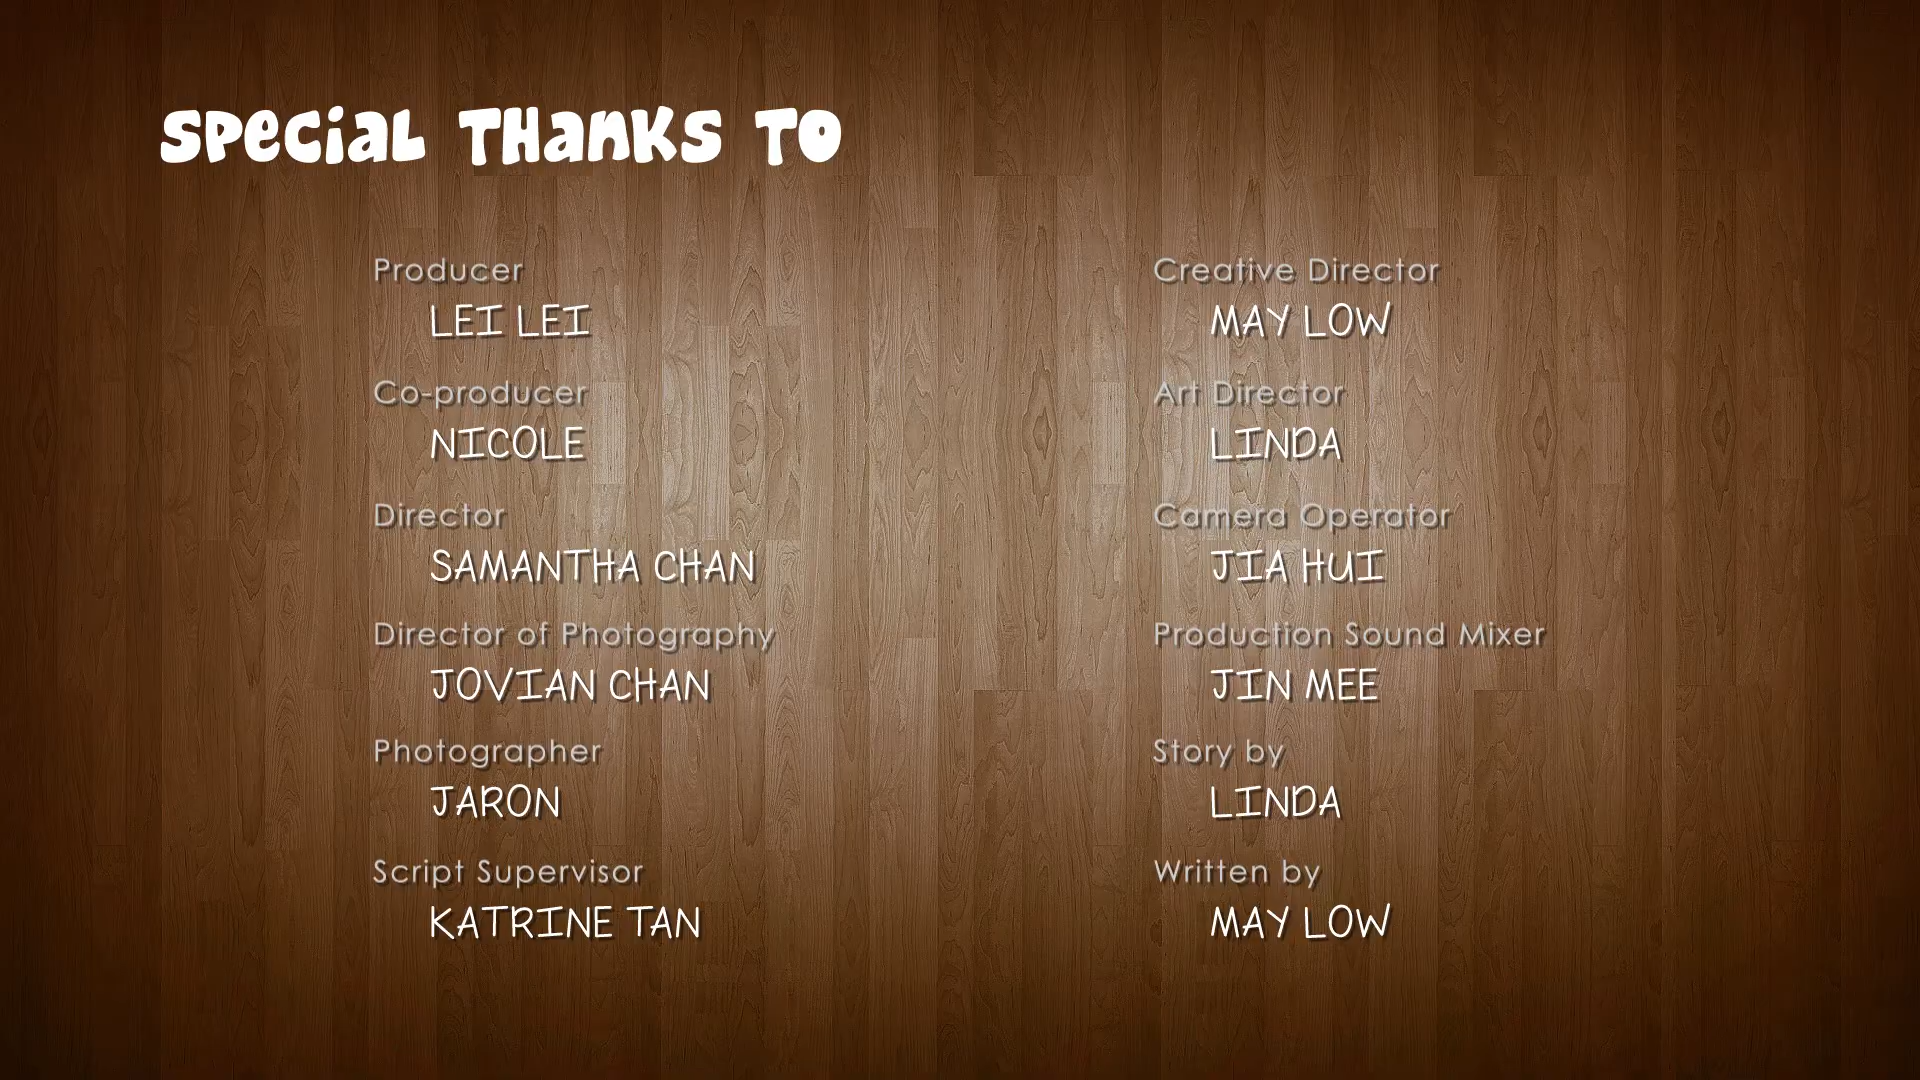 SPeciaL THanKS TO
Producer
LEI LEI
Co-producer
NICOLE
Director
SAMANTHA CHAN
Director of Photography
JOVIAN CHAN
Photographer
JARON
Script Supervisor
KATRINE TAN
Creative Director
MAY LOW
Art Director
LINDA
Camera Operator
JIA HUI
Production Sound Mixer
JIN MEE
Story by
LINDA
Written by
MAY LOW